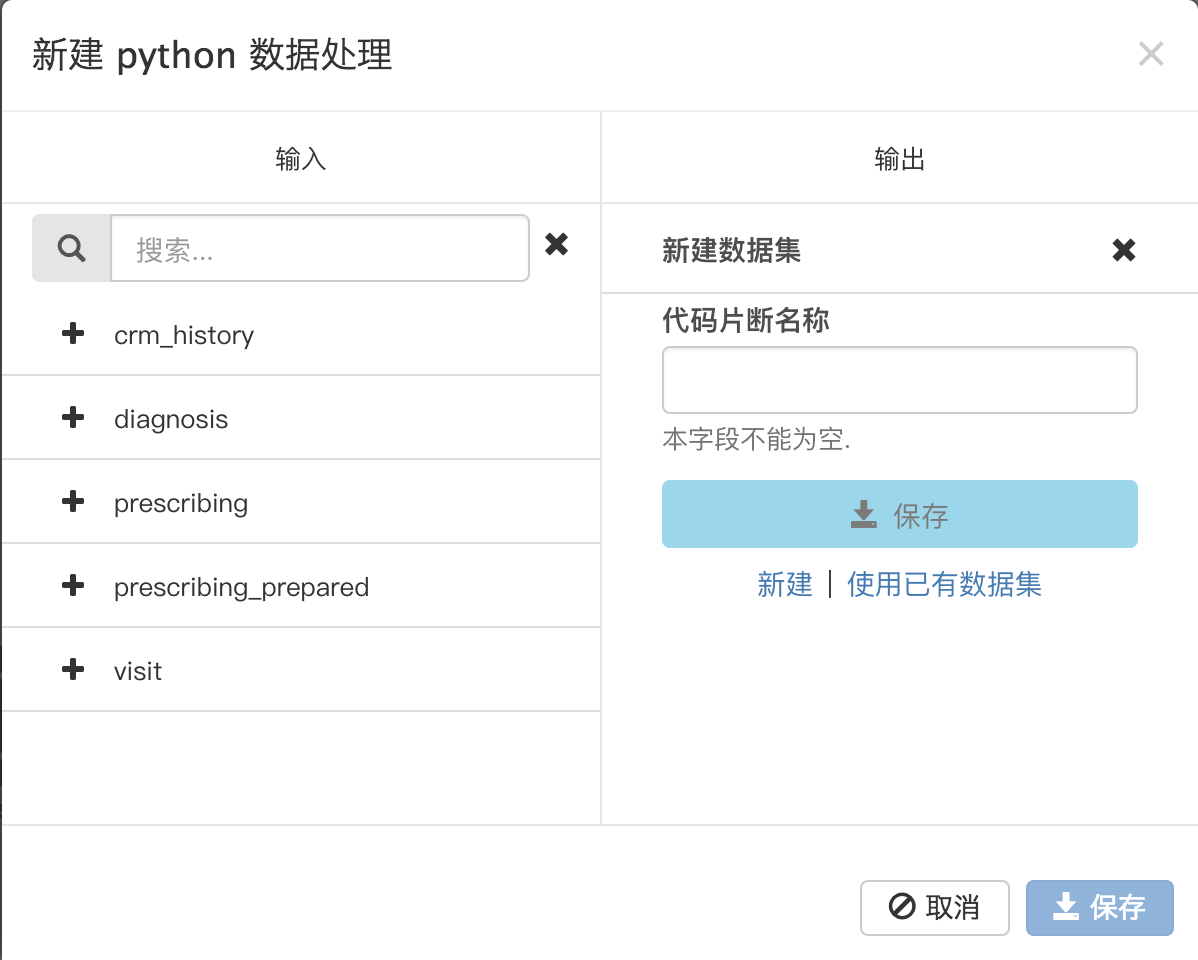 新建 python 数据处理
输入
输出
搜索...
crm_history
diagnosis
prescribing
prescribing_prepared
visit
新建数据集
代码片断名称
本字段不能为空.
保存
新建 | 使用已有数据集
取消
保存